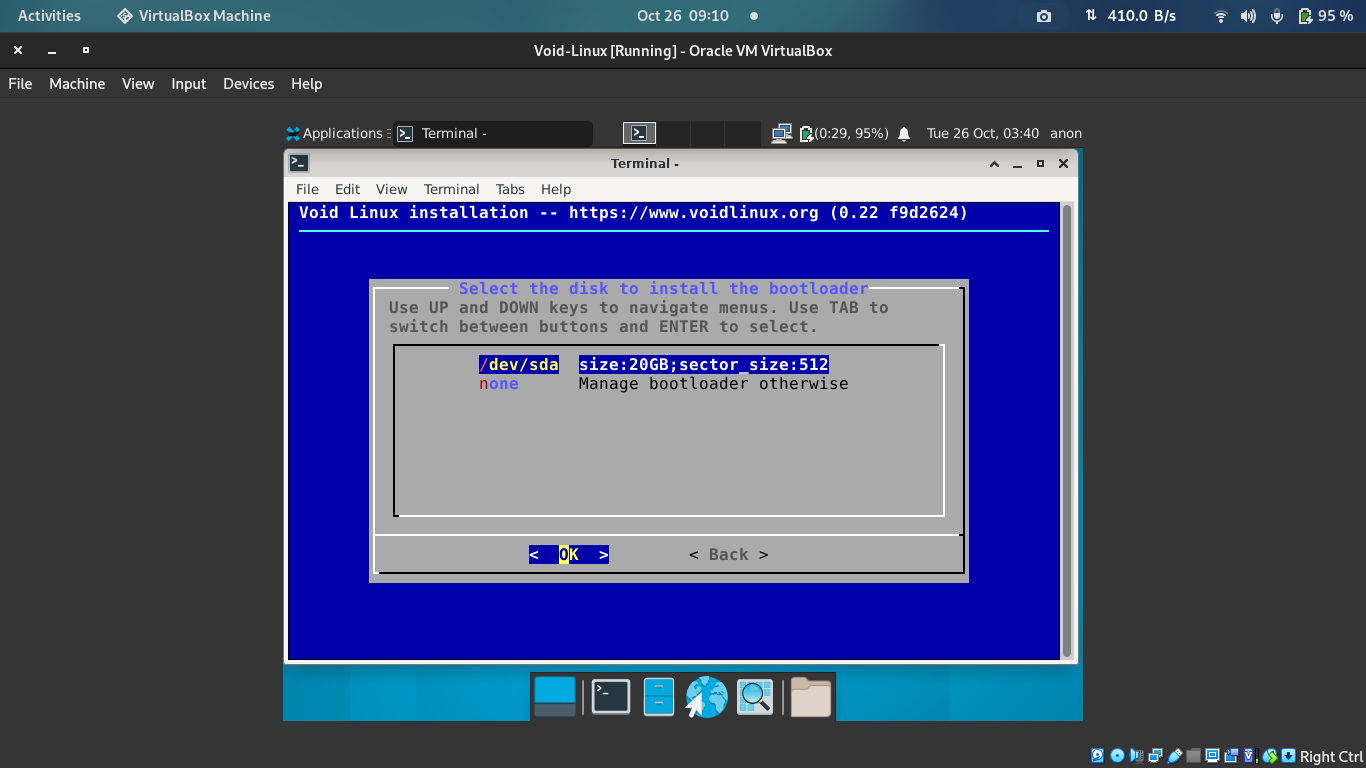 Activities VirtualBox Machine Oct 26 09:10 410.0 B/s 95 %
Void-Linux [Running] - Oracle VM VirtualBox
File Machine View Input Devices Help
Applications Terminal - (0:29, 95%) Tue 26 Oct, 03:40 anon
Terminal -
File Edit View Terminal Tabs Help
Void Linux installation -- https://www.voidlinux.org (0.22 f9d2624)
Select the disk to install the bootloader
Use UP and DOWN keys to navigate menus. Use TAB to
switch between buttons and ENTER to select.
/dev/sda size:20GB;sector_size:512
none Manage bootloader otherwise
< OK > < Back >
Right Ctrl